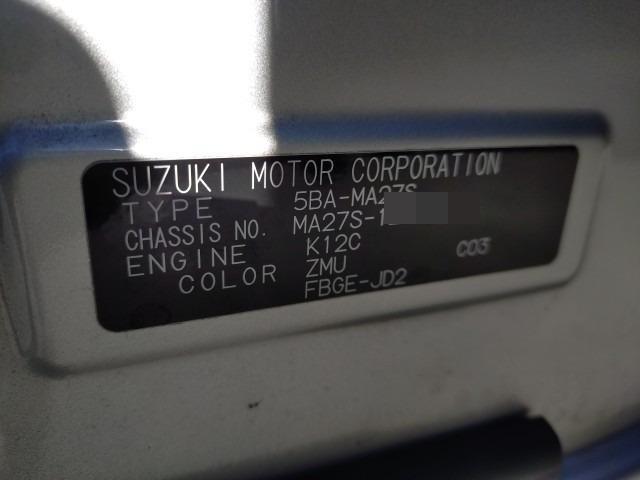 SUZUKI MOTOR CORPORATION
TYPE 5BA-MA27S
CHASSIS NO. MA27S-1
ENGINE K12C
COLOR ZMU C03
FBGE-JD2